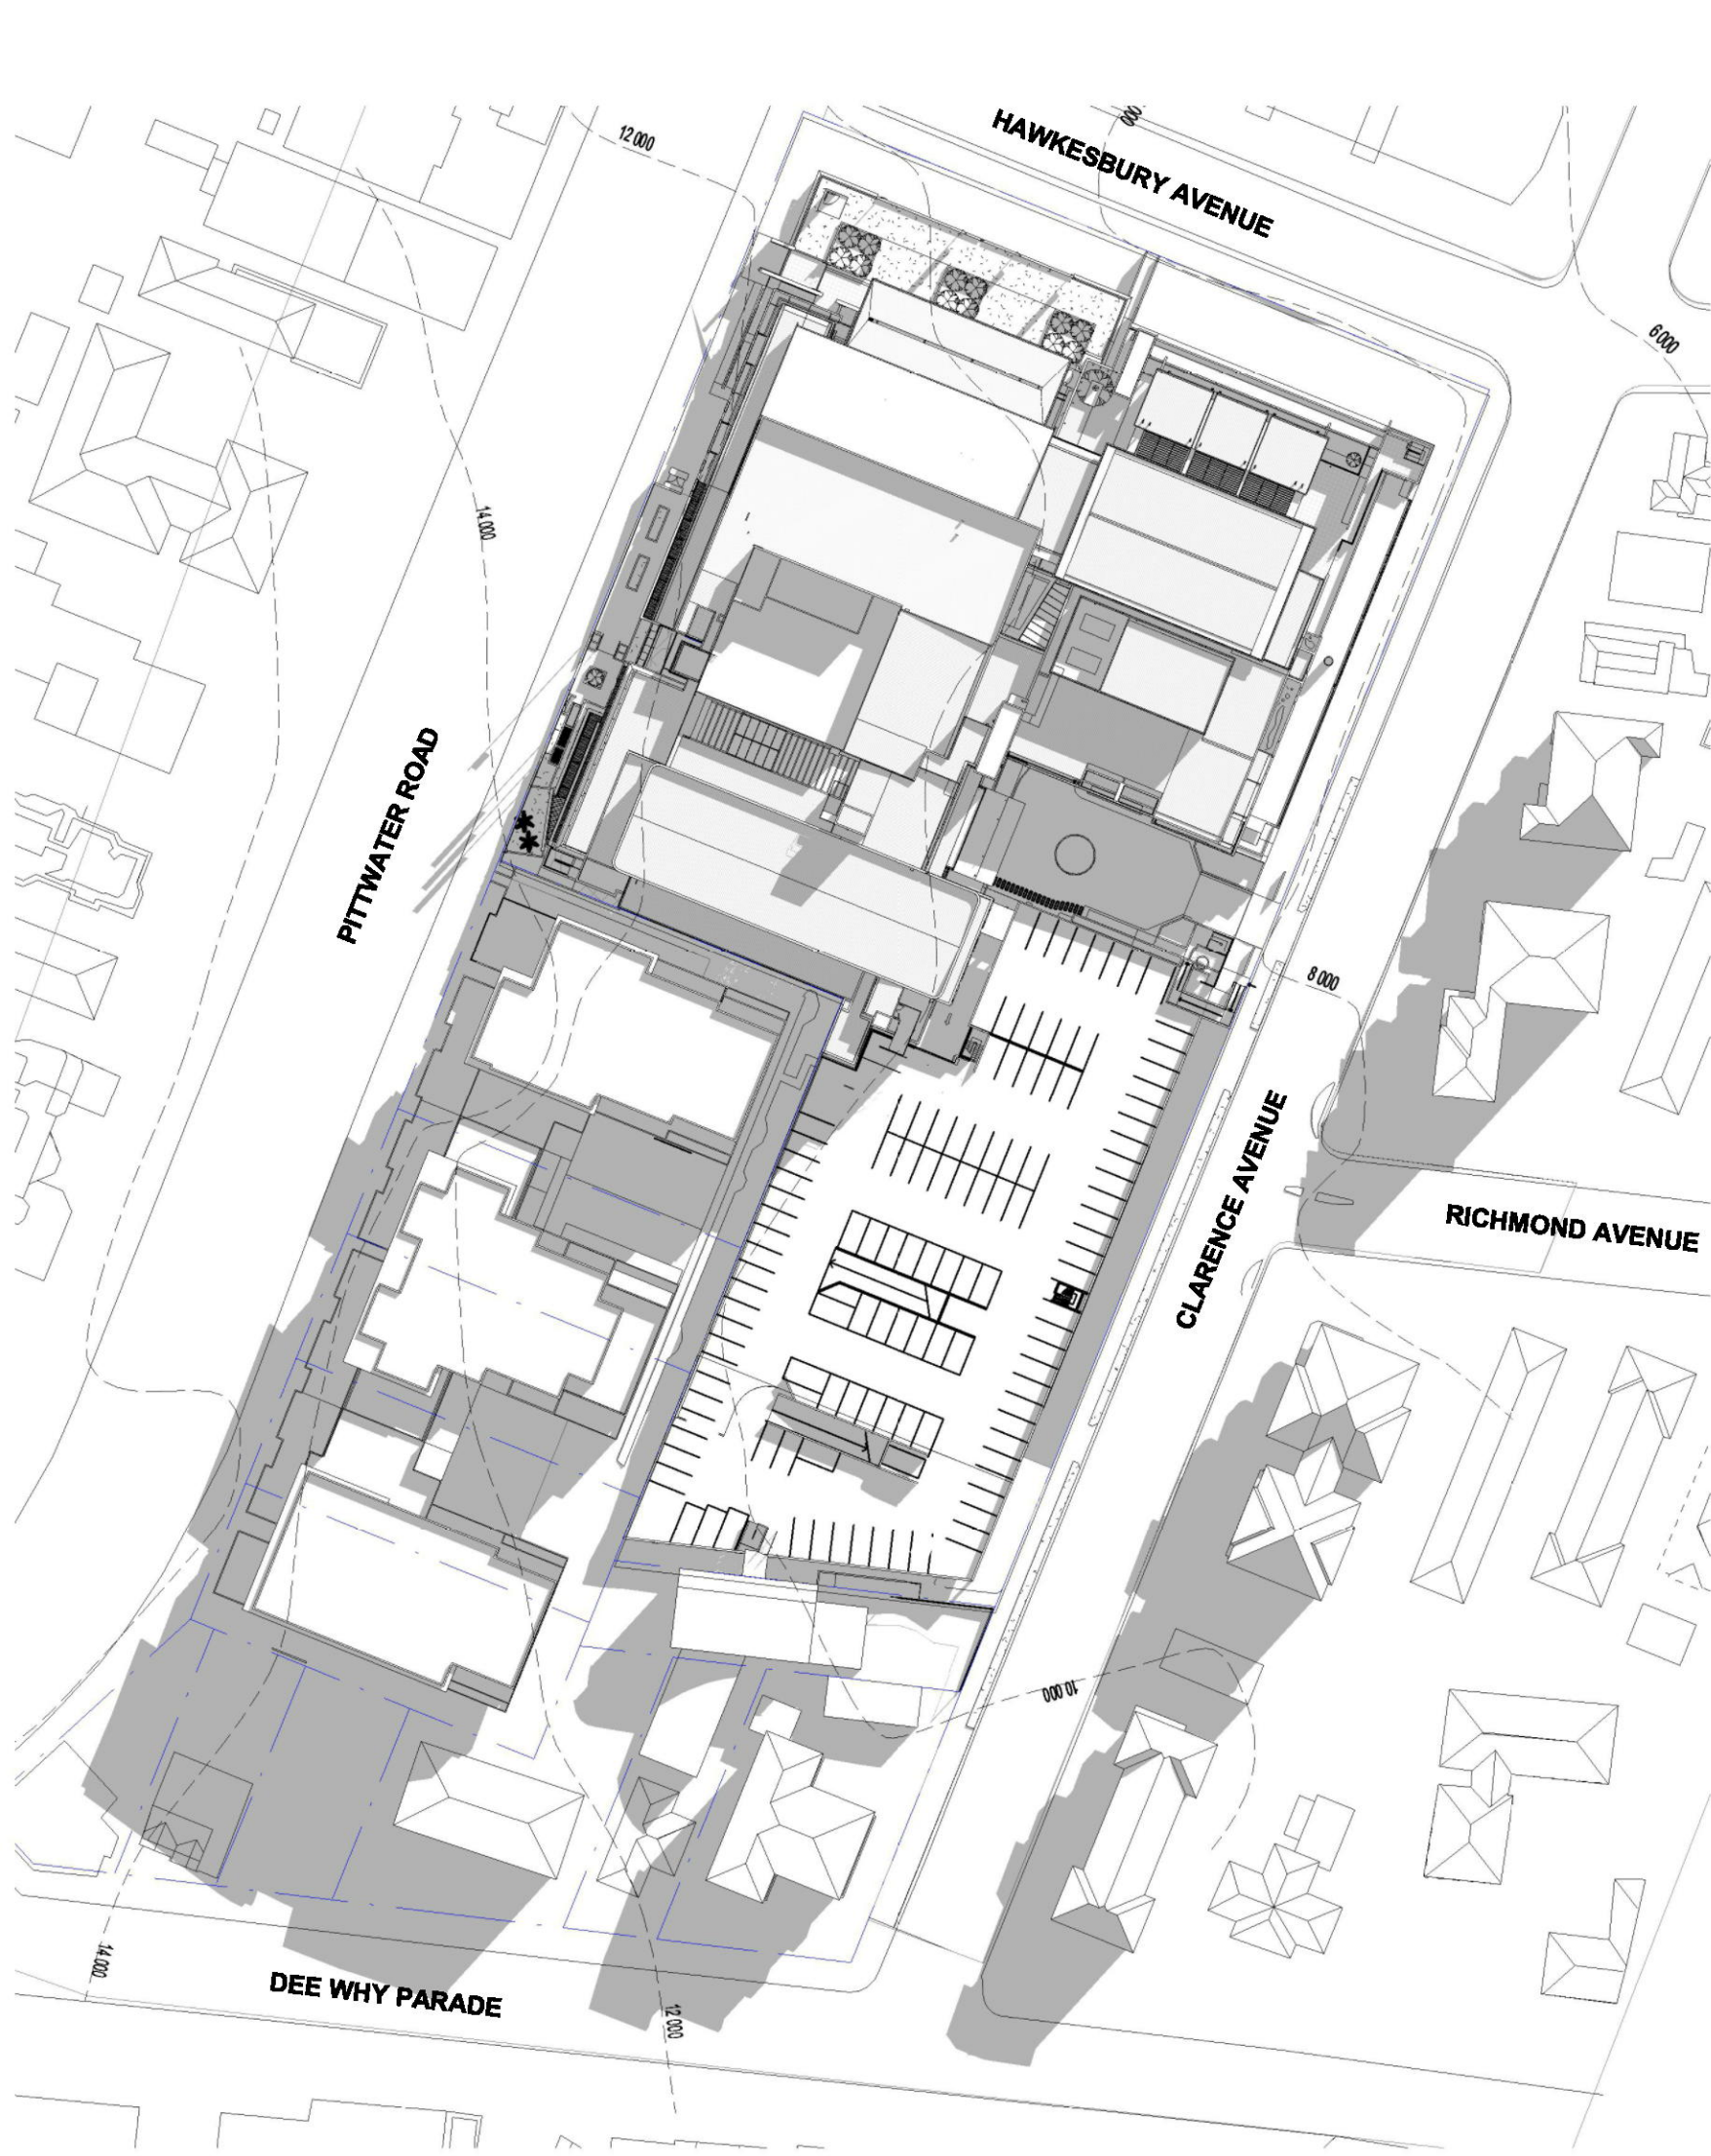 HAWKESBURY AVENUE
12 000
6 000
14 000
PITTWATER ROAD
8 000
CLARENCE AVENUE
RICHMOND AVENUE
10 000
14 000
DEE WHY PARADE
12 000